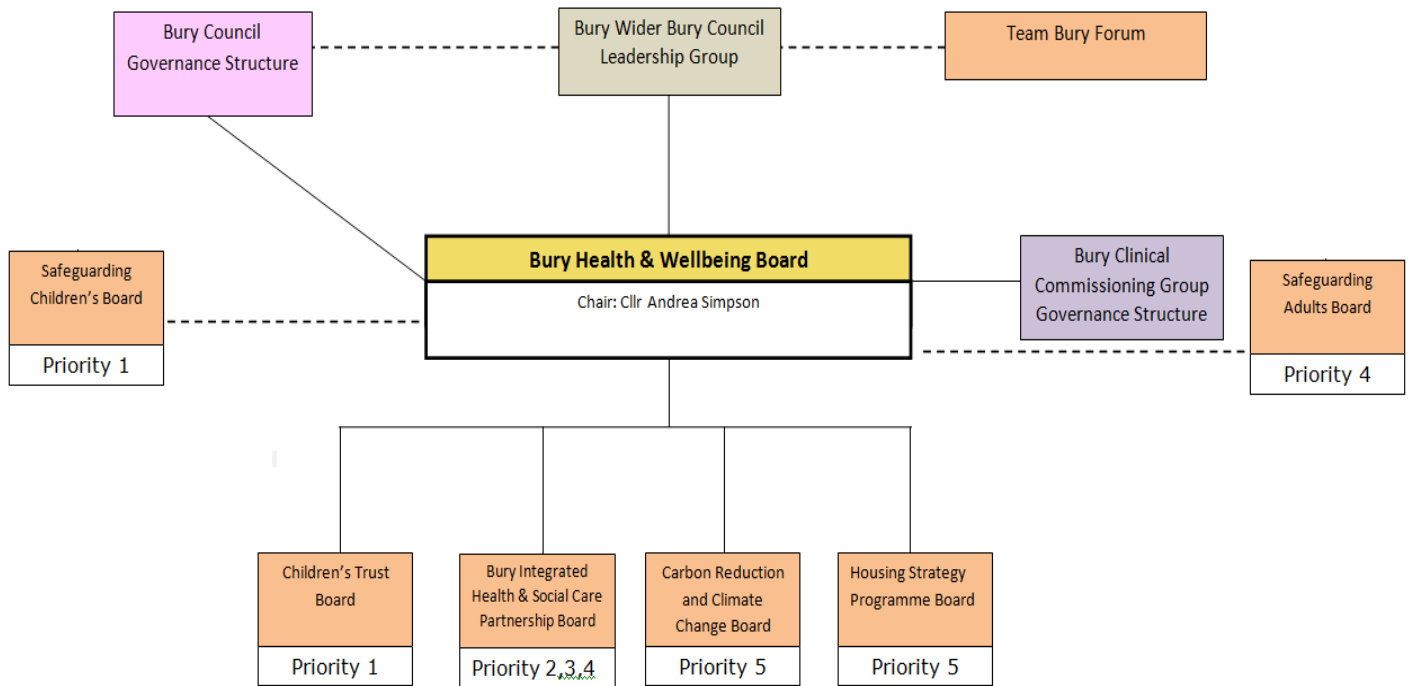 Bury Council
Governance Structure
Bury Wider Bury Council
Leadership Group
Team Bury Forum
Safeguarding
Children’s Board
Priority 1
Bury Health & Wellbeing Board
Chair: Cllr Andrea Simpson
Bury Clinical
Commissioning Group
Governance Structure
Safeguarding
Adults Board
Priority 4
Children’s Trust
Board
Priority 1
Bury Integrated
Health & Social Care
Partnership Board
Priority 2,3,4
Carbon Reduction
and Climate
Change Board
Priority 5
Housing Strategy
Programme Board
Priority 5